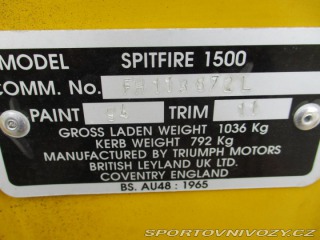 MODEL SPITFIRE 1500
COMM. No.
PAINT TRIM
GROSS LADEN WEIGHT 1036 Kg
KERB WEIGHT 792 Kg
MANUFACTURED BY TRIUMPH MOTORS
BRITISH LEYLAND UK LTD.
COVENTRY ENGLAND
BS. AU48 : 1965
© SPORTOVNIVOZY.CZ